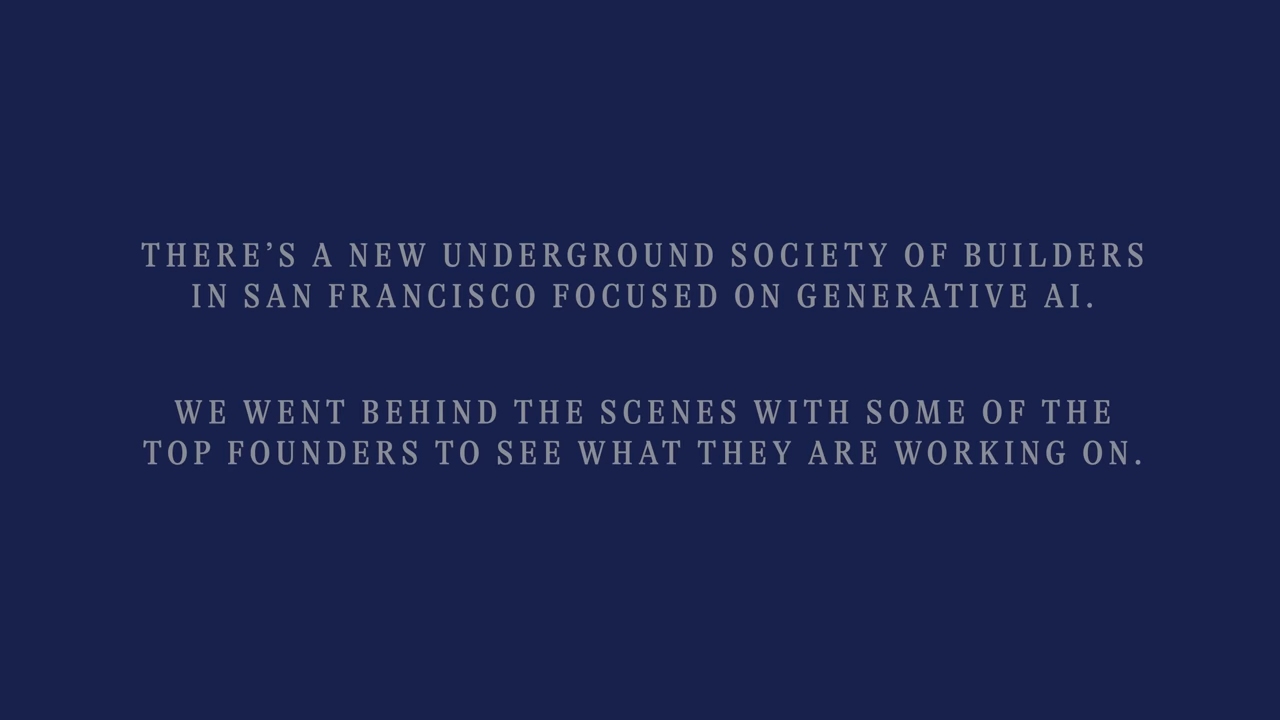 THERE’S A NEW UNDERGROUND SOCIETY OF BUILDERS
IN SAN FRANCISCO FOCUSED ON GENERATIVE AI.
WE WENT BEHIND THE SCENES WITH SOME OF THE
TOP FOUNDERS TO SEE WHAT THEY ARE WORKING ON.